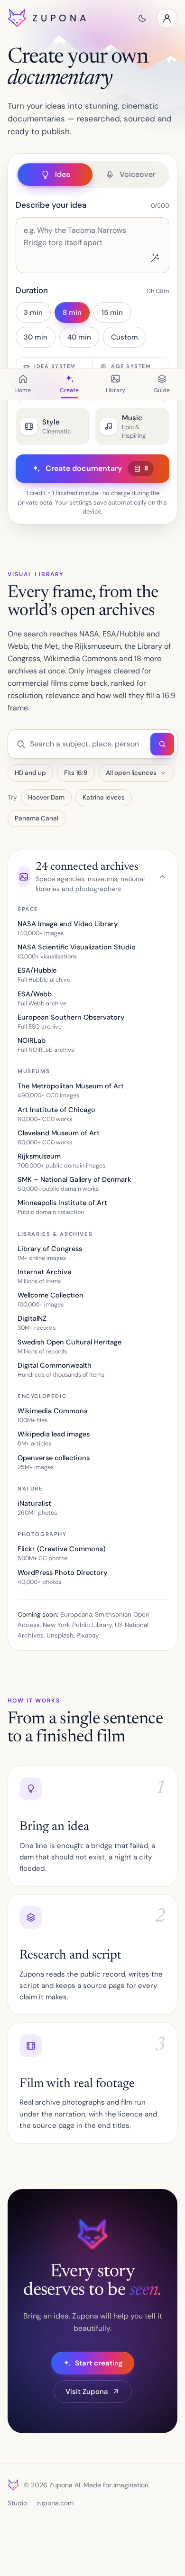 ZUPONA
Create your own
documentary
Turn your ideas into stunning, cinematic
documentaries — researched, sourced and
ready to publish.
Idea
Voiceover
Describe your idea
0/500
e.g. Why the Tacoma Narrows
Bridge tore itself apart
Duration
0h 08m
3 min
8 min
15 min
30 min
40 min
Custom
IDEA SYSTEM
AGE SYSTEM
Home
Create
Library
Guide
Style
Cinematic
Music
Epic &
Inspiring
Create documentary
8
1 credit = 1 finished minute · no charge during the
private beta. Your settings save automatically on this
device.
VISUAL LIBRARY
Every frame, from the
world's open archives
One search reaches NASA, ESA/Hubble and
Webb, the Met, the Rijksmuseum, the Library of
Congress, Wikimedia Commons and 18 more
archives at once. Only images cleared for
commercial films come back, ranked for
resolution, relevance and how well they fill a 16:9
frame.
Search a subject, place, person
HD and up
Fits 16:9
All open licences
Try
Hoover Dam
Katrina levees
Panama Canal
24 connected archives
Space agencies, museums, national
libraries and photographers
SPACE
NASA Image and Video Library
140,000+ images
NASA Scientific Visualization Studio
10,000+ visualisations
ESA/Hubble
Full Hubble archive
ESA/Webb
Full Webb archive
European Southern Observatory
Full ESO archive
NOIRLab
Full NOIRLab archive
MUSEUMS
The Metropolitan Museum of Art
490,000+ CC0 images
Art Institute of Chicago
60,000+ CC0 works
Cleveland Museum of Art
60,000+ CC0 works
Rijksmuseum
700,000+ public domain images
SMK – National Gallery of Denmark
50,000+ public domain works
Minneapolis Institute of Art
Public domain collection
LIBRARIES & ARCHIVES
Library of Congress
1M+ online images
Internet Archive
Millions of items
Wellcome Collection
100,000+ images
DigitalNZ
30M+ records
Swedish Open Cultural Heritage
Millions of records
Digital Commonwealth
Hundreds of thousands of items
ENCYCLOPEDIC
Wikimedia Commons
100M+ files
Wikipedia lead images
6M+ articles
Openverse collections
25M+ images
NATURE
iNaturalist
260M+ photos
PHOTOGRAPHY
Flickr (Creative Commons)
500M+ CC photos
WordPress Photo Directory
40,000+ photos
Coming soon: Europeana, Smithsonian Open
Access, New York Public Library, US National
Archives, Unsplash, Pixabay
HOW IT WORKS
From a single sentence
to a finished film
1
Bring an idea
One line is enough: a bridge that failed, a
dam that should not exist, a night a city
flooded.
2
Research and script
Zupona reads the public record, writes the
script and keeps a source page for every
claim it makes.
3
Film with real footage
Real archive photographs and film run
under the narration, with the licence and
the source page in the end titles.
Every story
deserves to be seen.
Bring an idea. Zupona will help you tell it
beautifully.
Start creating
Visit Zupona
© 2026 Zupona AI. Made for imagination.
Studio
zupona.com